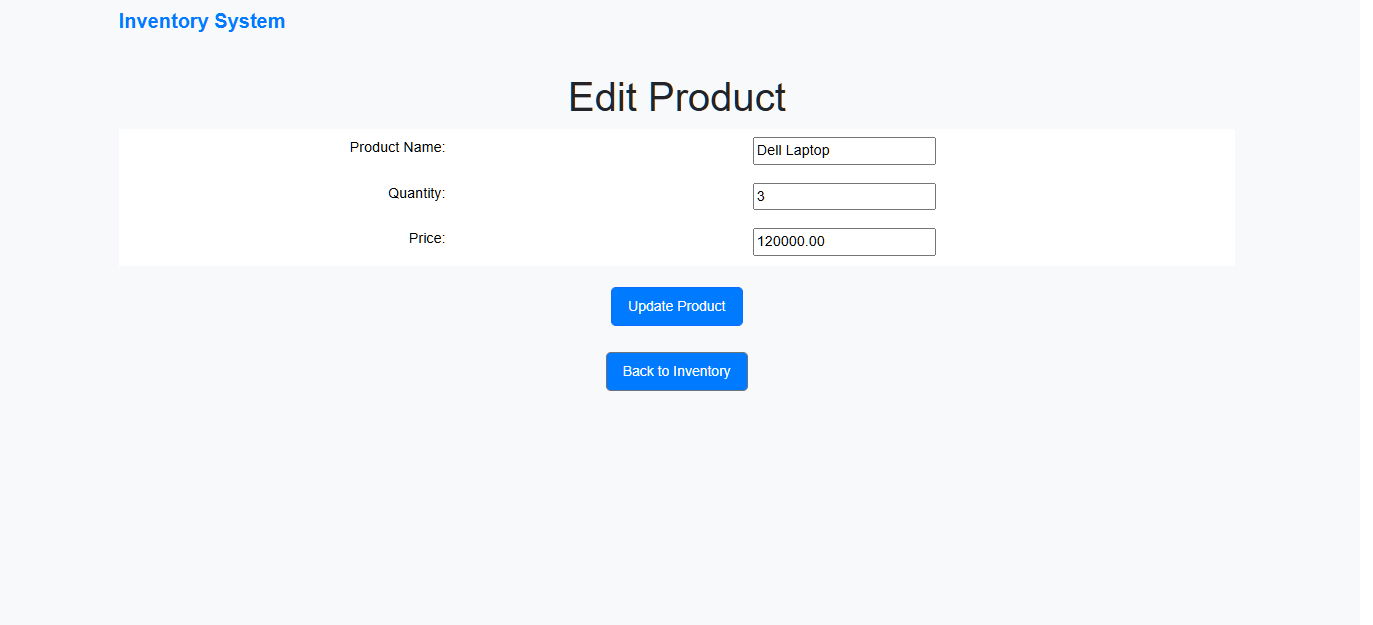 Inventory System
Edit Product
Product Name: Dell Laptop
Quantity: 3
Price: 120000.00
Update Product
Back to Inventory